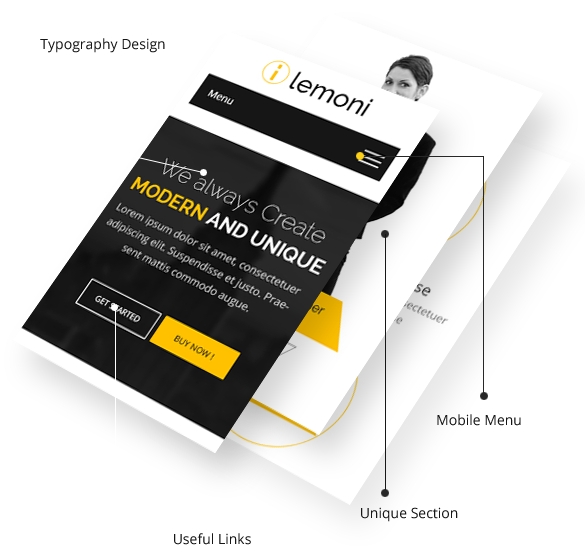 Typography Design
i lemoni
Menu
We always Create
MODERN AND UNIQUE
Lorem ipsum dolor sit amet, consectetuer
adipiscing elit. Suspendisse et justo. Prae-
sent mattis commodo augue.
GET STARTED
BUY NOW !
Mobile Menu
Unique Section
Useful Links